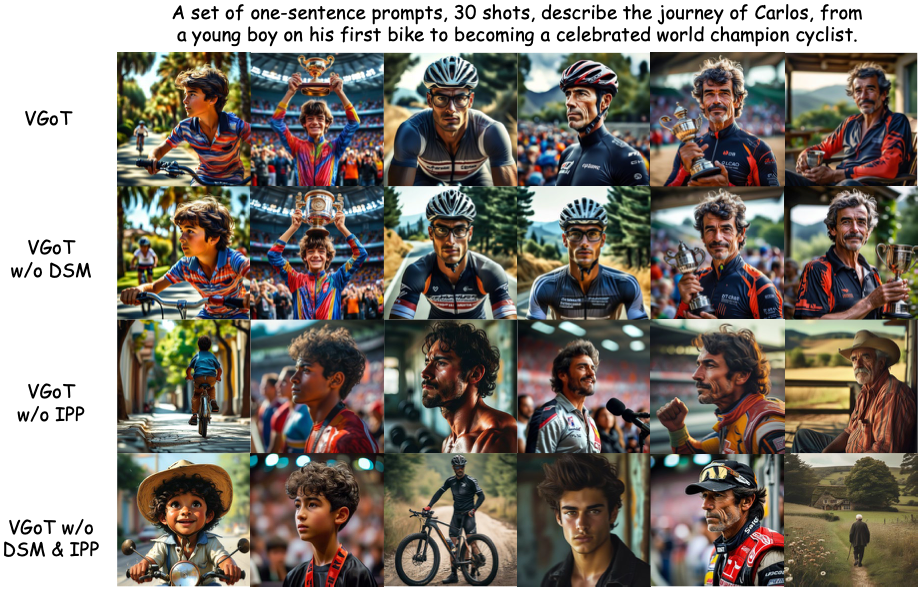 A set of one-sentence prompts, 30 shots, describe the journey of Carlos, from
a young boy on his first bike to becoming a celebrated world champion cyclist.
VGoT
VGoT
w/o DSM
VGoT
w/o IPP
VGoT w/o
DSM & IPP